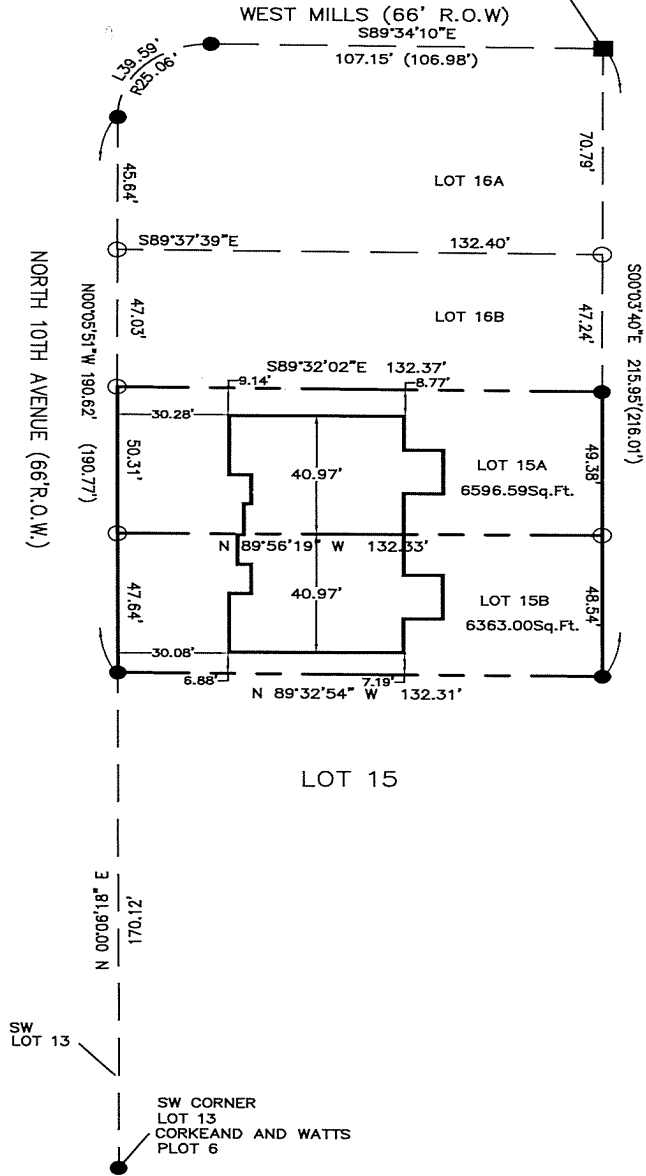 WEST MILLS (66' R.O.W)
S89°34'10"E
107.15' (106.98')
L39.59'
R25.06'
45.64'
70.79'
LOT 16A
S89°37'39"E
132.40'
NORTH 10TH AVENUE (66'R.O.W.)
N00°05'51"W 190.62' (190.77')
47.03'
LOT 16B
47.24'
S00°03'40"E 215.95'(216.01')
S89°32'02"E 132.37'
9.14'
8.77'
30.28'
50.31'
40.97'
LOT 15A
6596.59Sq.Ft.
49.38'
N 89°56'19" W 132.33'
47.64'
40.97'
LOT 15B
6363.00Sq.Ft.
48.54'
30.08'
6.88'
7.19'
N 89°32'54" W 132.31'
LOT 15
N 00°06'18" E
170.12'
SW
LOT 13
SW CORNER
LOT 13
CORKEAND AND WATTS
PLOT 6